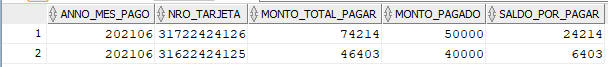 ANNO_MES_PAGO NRO_TARJETA MONTO_TOTAL_PAGAR MONTO_PAGADO SALDO_POR_PAGAR
1 202106 31722424126 74214 50000 24214
2 202106 31622424125 46403 40000 6403